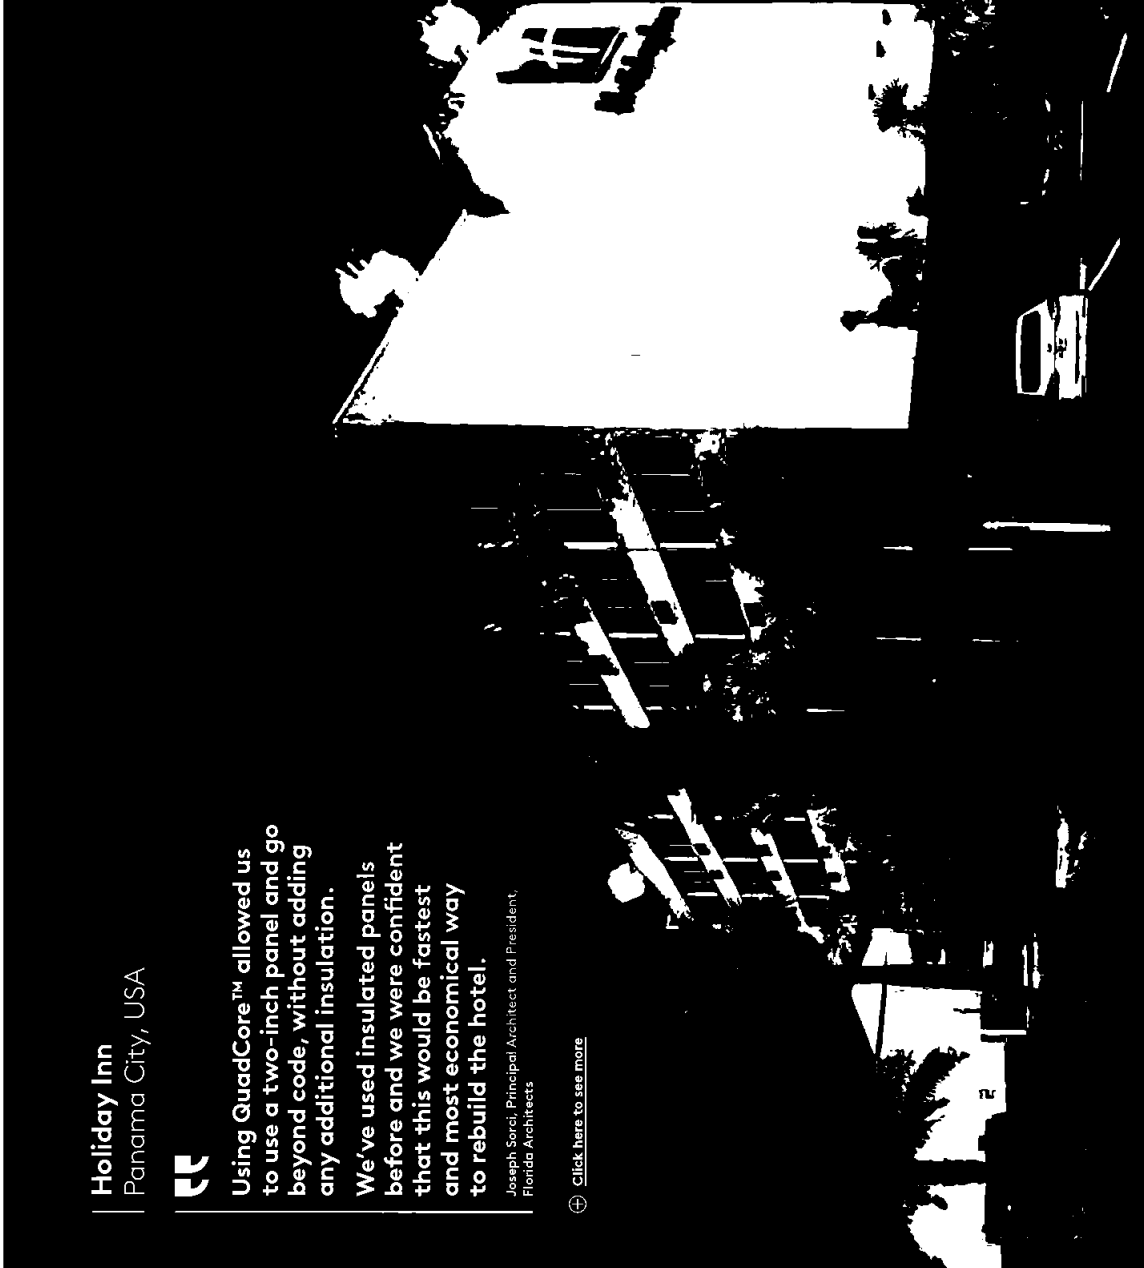 Holiday Inn
Panama City, USA
“
Using QuadCore™ allowed us
to use a two-inch panel and go
beyond code, without adding
any additional insulation.
We've used insulated panels
before and we were confident
that this would be fastest
and most economical way
to rebuild the hotel.
Joseph Sorci, Principal Architect and President,
Florida Architects
Click here to see more